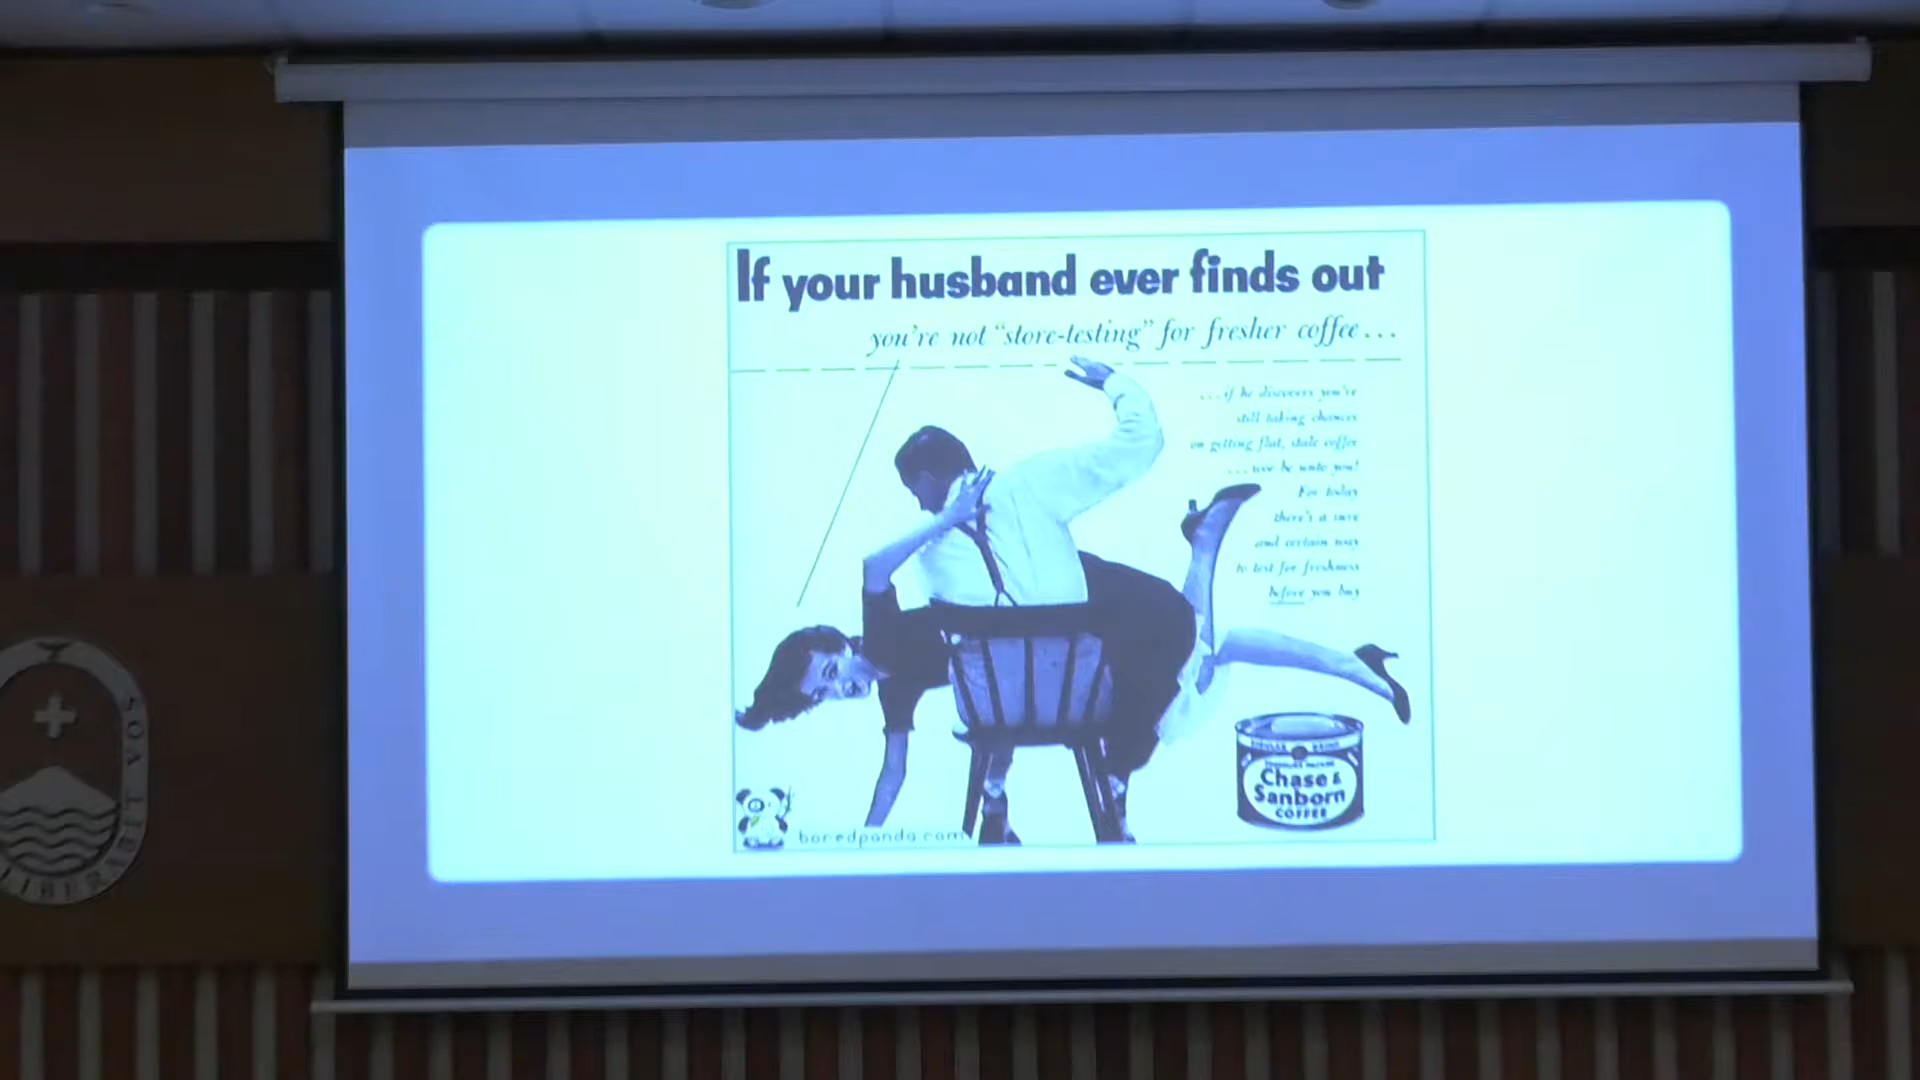 If your husband ever finds out
you're not "store-testing" for fresher coffee...
...if he discovers you're
still taking chances
on getting flat, stale coffee
...woe be unto you!
For today
there's a sure
and certain way
to test for freshness
before you buy
Chase &
Sanborn
COFFEE
boredpanda.com
LIBERABIT VOS